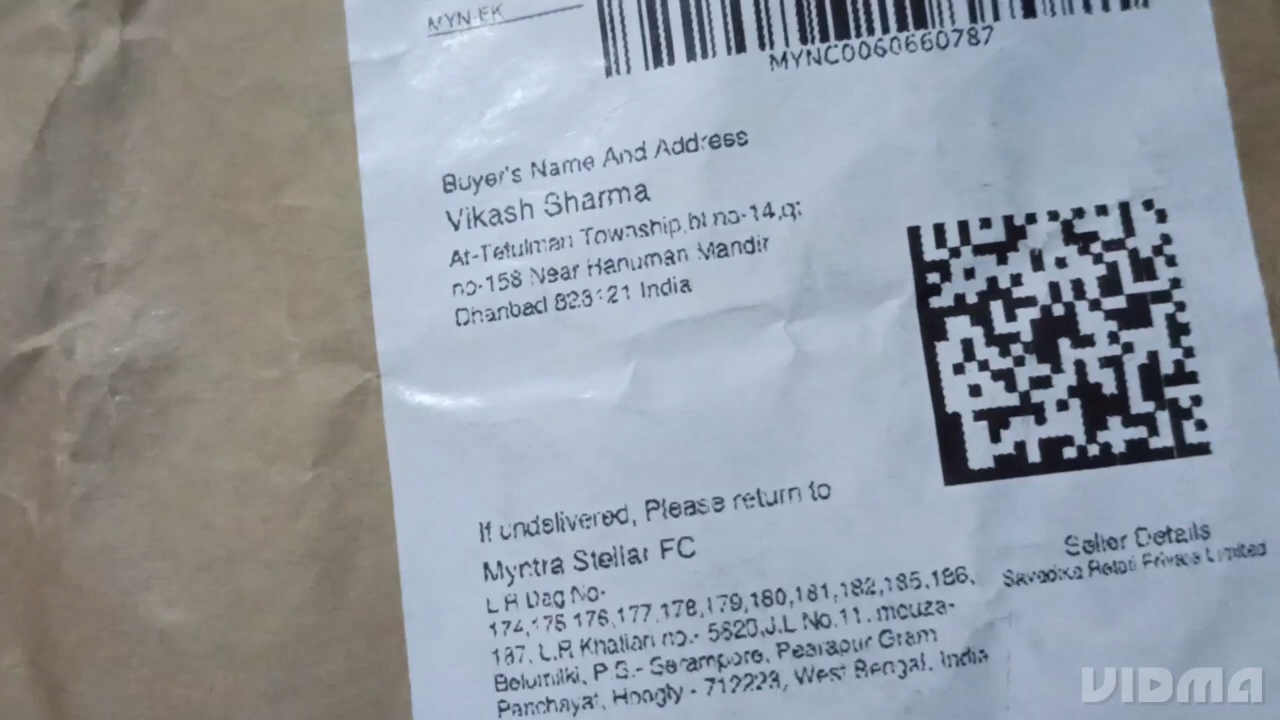 MYN-EK
MYNC0060660787
Buyer's Name And Address
Vikash Sharma
At-Tetulmari Township,bl no-14,q:
no-158 Near Hanuman Mandir
Dhanbad 828121 India
If undelivered, Please return to
Myntra Stellar FC
L R Dag No-
174,175,176,177,178,179,180,181,182,185,186,
187, L.R Khatian no.- 5620,J.L No.11, mouza-
Belumilki, P.S.- Serampore, Pearapur Gram
Panchayat, Hoogly - 712223, West Bengal, India
Seller Details
Retail Private Limited
VIDMA